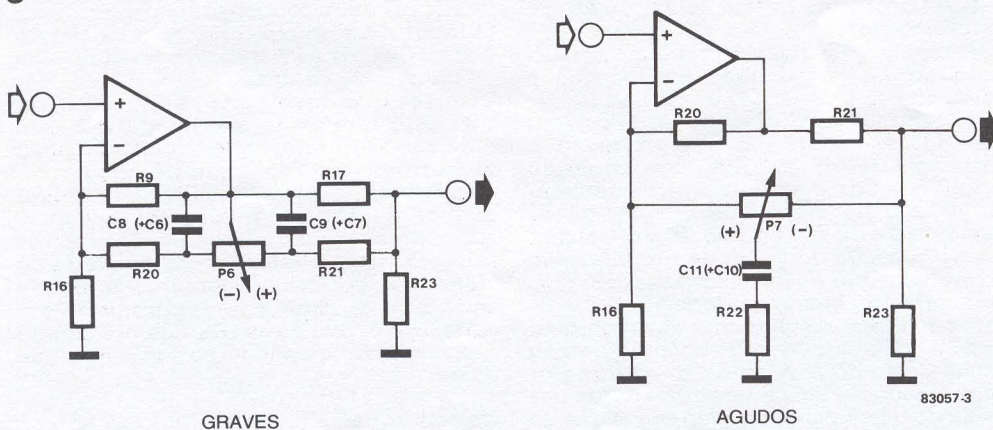 +
−
R9
R17
C8 (+C6)
C9 (+C7)
R20
P6
R21
R16
(−) (+)
R23
GRAVES
+
−
R20
R21
(+) P7 (−)
C11(+C10)
R16
R22
R23
83057-3
AGUDOS